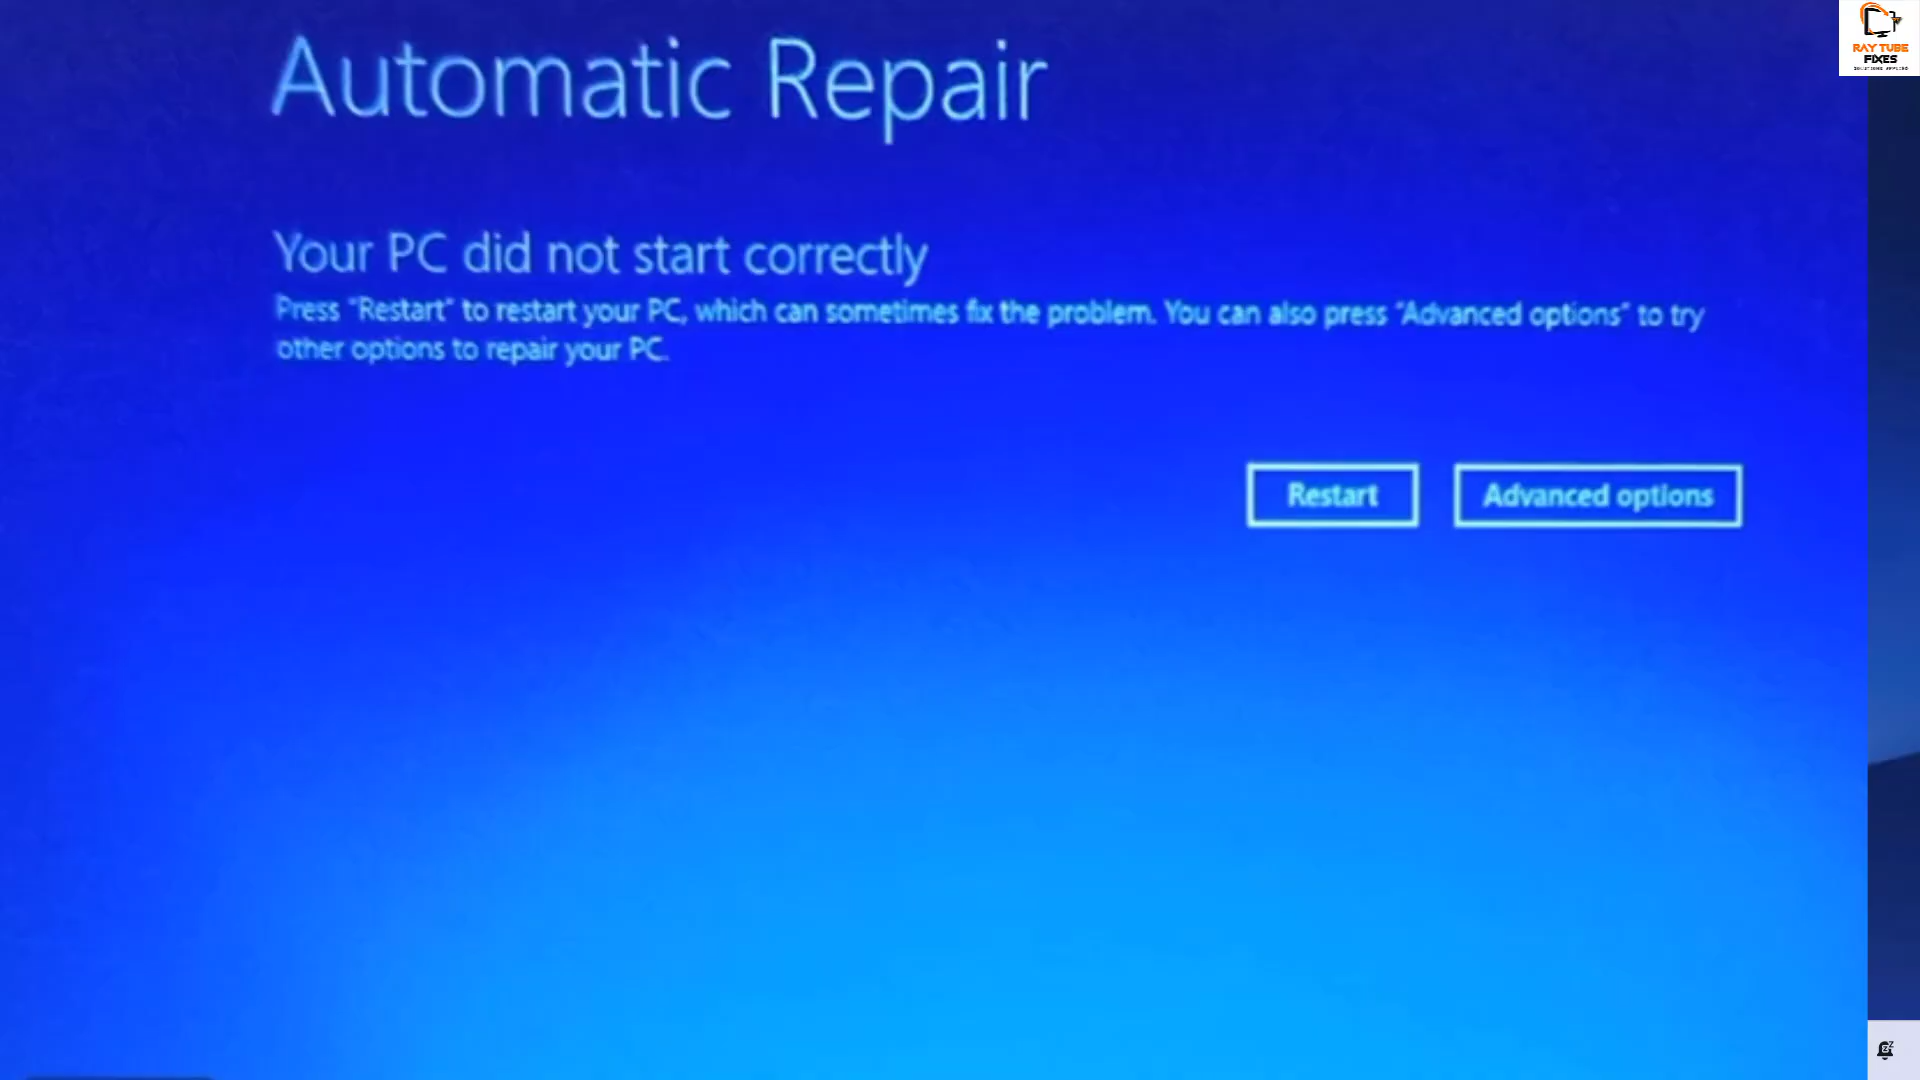 Automatic Repair
Your PC did not start correctly
Press "Restart" to restart your PC, which can sometimes fix the problem. You can also press "Advanced options" to try
other options to repair your PC.
Restart
Advanced options
RAY TUBE
FIXES